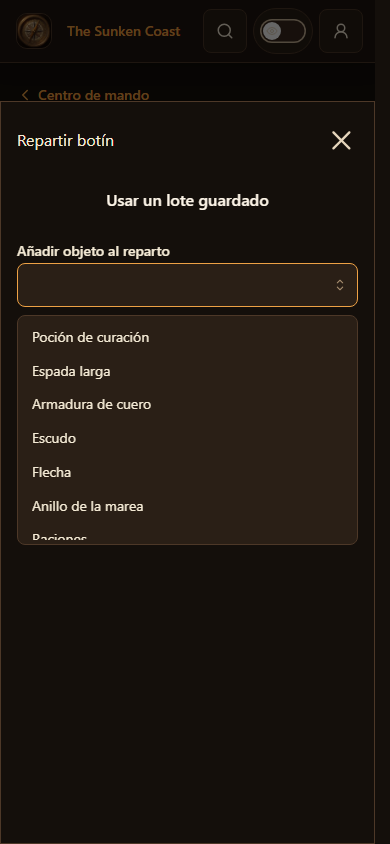 The Sunken Coast
Centro de mando
Repartir botín
Usar un lote guardado
Añadir objeto al reparto
Poción de curación
Espada larga
Armadura de cuero
Escudo
Flecha
Anillo de la marea
Raciones